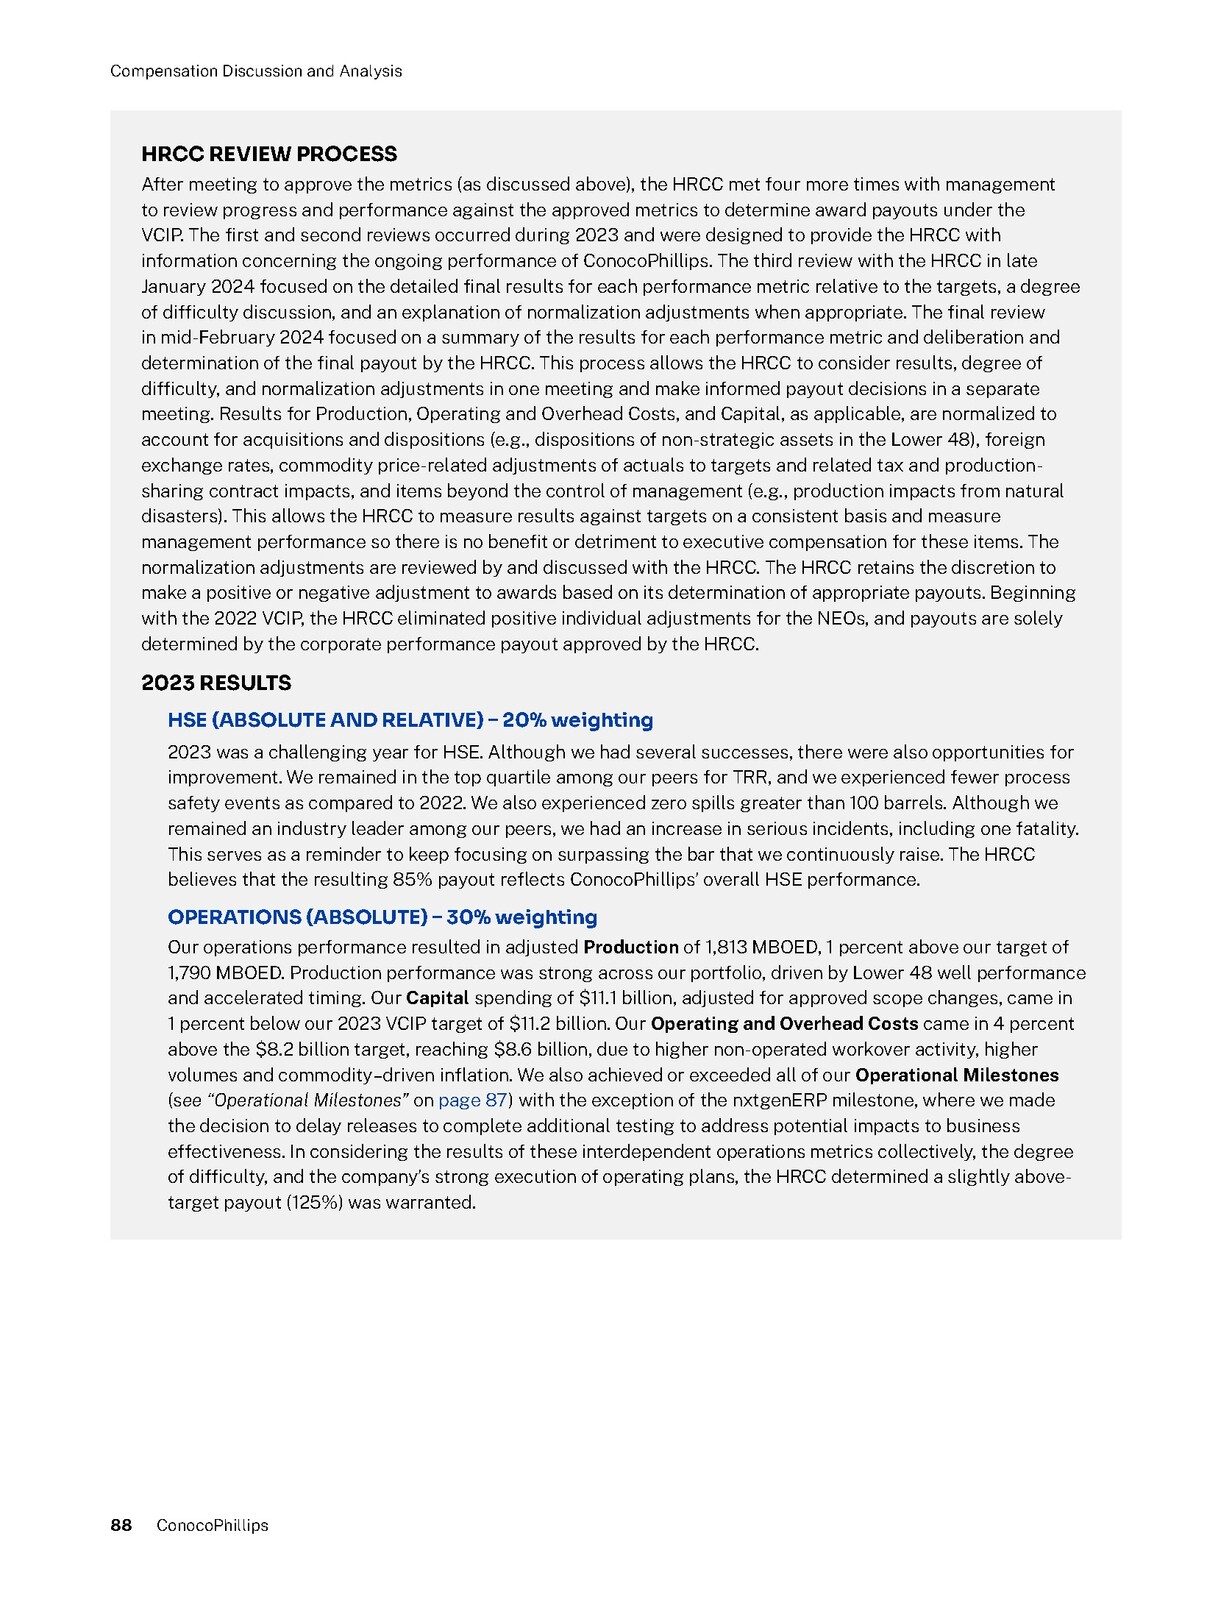 Compensation Discussion and Analysis
HRCC REVIEW PROCESS
After meeting to approve the metrics (as discussed above), the HRCC met four more times with management
to review progress and performance against the approved metrics to determine award payouts under the
VCIP. The first and second reviews occurred during 2023 and were designed to provide the HRCC with
information concerning the ongoing performance of ConocoPhillips. The third review with the HRCC in late
January 2024 focused on the detailed final results for each performance metric relative to the targets, a degree
of difficulty discussion, and an explanation of normalization adjustments when appropriate. The final review
in mid-February 2024 focused on a summary of the results for each performance metric and deliberation and
determination of the final payout by the HRCC. This process allows the HRCC to consider results, degree of
difficulty, and normalization adjustments in one meeting and make informed payout decisions in a separate
meeting. Results for Production, Operating and Overhead Costs, and Capital, as applicable, are normalized to
account for acquisitions and dispositions (e.g., dispositions of non-strategic assets in the Lower 48), foreign
exchange rates, commodity price-related adjustments of actuals to targets and related tax and production-
sharing contract impacts, and items beyond the control of management (e.g., production impacts from natural
disasters). This allows the HRCC to measure results against targets on a consistent basis and measure
management performance so there is no benefit or detriment to executive compensation for these items. The
normalization adjustments are reviewed by and discussed with the HRCC. The HRCC retains the discretion to
make a positive or negative adjustment to awards based on its determination of appropriate payouts. Beginning
with the 2022 VCIP, the HRCC eliminated positive individual adjustments for the NEOs, and payouts are solely
determined by the corporate performance payout approved by the HRCC.
2023 RESULTS
HSE (ABSOLUTE AND RELATIVE) – 20% weighting
2023 was a challenging year for HSE. Although we had several successes, there were also opportunities for
improvement. We remained in the top quartile among our peers for TRR, and we experienced fewer process
safety events as compared to 2022. We also experienced zero spills greater than 100 barrels. Although we
remained an industry leader among our peers, we had an increase in serious incidents, including one fatality.
This serves as a reminder to keep focusing on surpassing the bar that we continuously raise. The HRCC
believes that the resulting 85% payout reflects ConocoPhillips’ overall HSE performance.
OPERATIONS (ABSOLUTE) – 30% weighting
Our operations performance resulted in adjusted Production of 1,813 MBOED, 1 percent above our target of
1,790 MBOED. Production performance was strong across our portfolio, driven by Lower 48 well performance
and accelerated timing. Our Capital spending of $11.1 billion, adjusted for approved scope changes, came in
1 percent below our 2023 VCIP target of $11.2 billion. Our Operating and Overhead Costs came in 4 percent
above the $8.2 billion target, reaching $8.6 billion, due to higher non-operated workover activity, higher
volumes and commodity–driven inflation. We also achieved or exceeded all of our Operational Milestones
(see “Operational Milestones” on page 87) with the exception of the nxtgenERP milestone, where we made
the decision to delay releases to complete additional testing to address potential impacts to business
effectiveness. In considering the results of these interdependent operations metrics collectively, the degree
of difficulty, and the company’s strong execution of operating plans, the HRCC determined a slightly above-
target payout (125%) was warranted.
88 ConocoPhillips